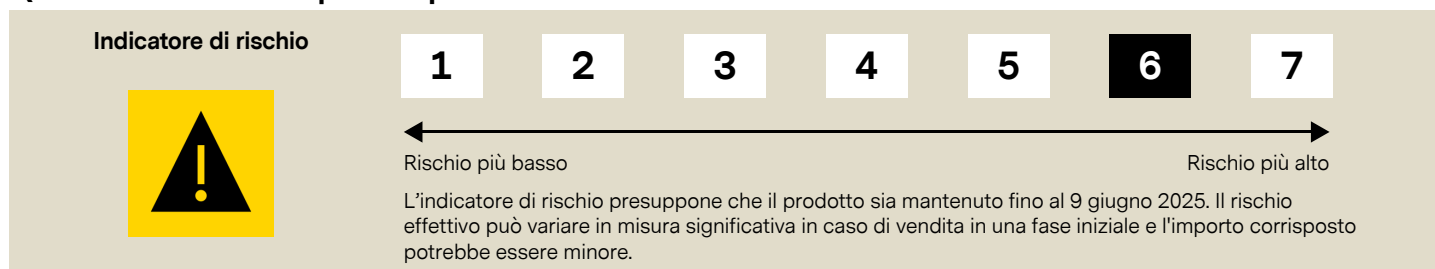 Indicatore di rischio
1 2 3 4 5 6 7
Rischio più basso Rischio più alto
L'indicatore di rischio presuppone che il prodotto sia mantenuto fino al 9 giugno 2025. Il rischio
effettivo può variare in misura significativa in caso di vendita in una fase iniziale e l'importo corrisposto
potrebbe essere minore.